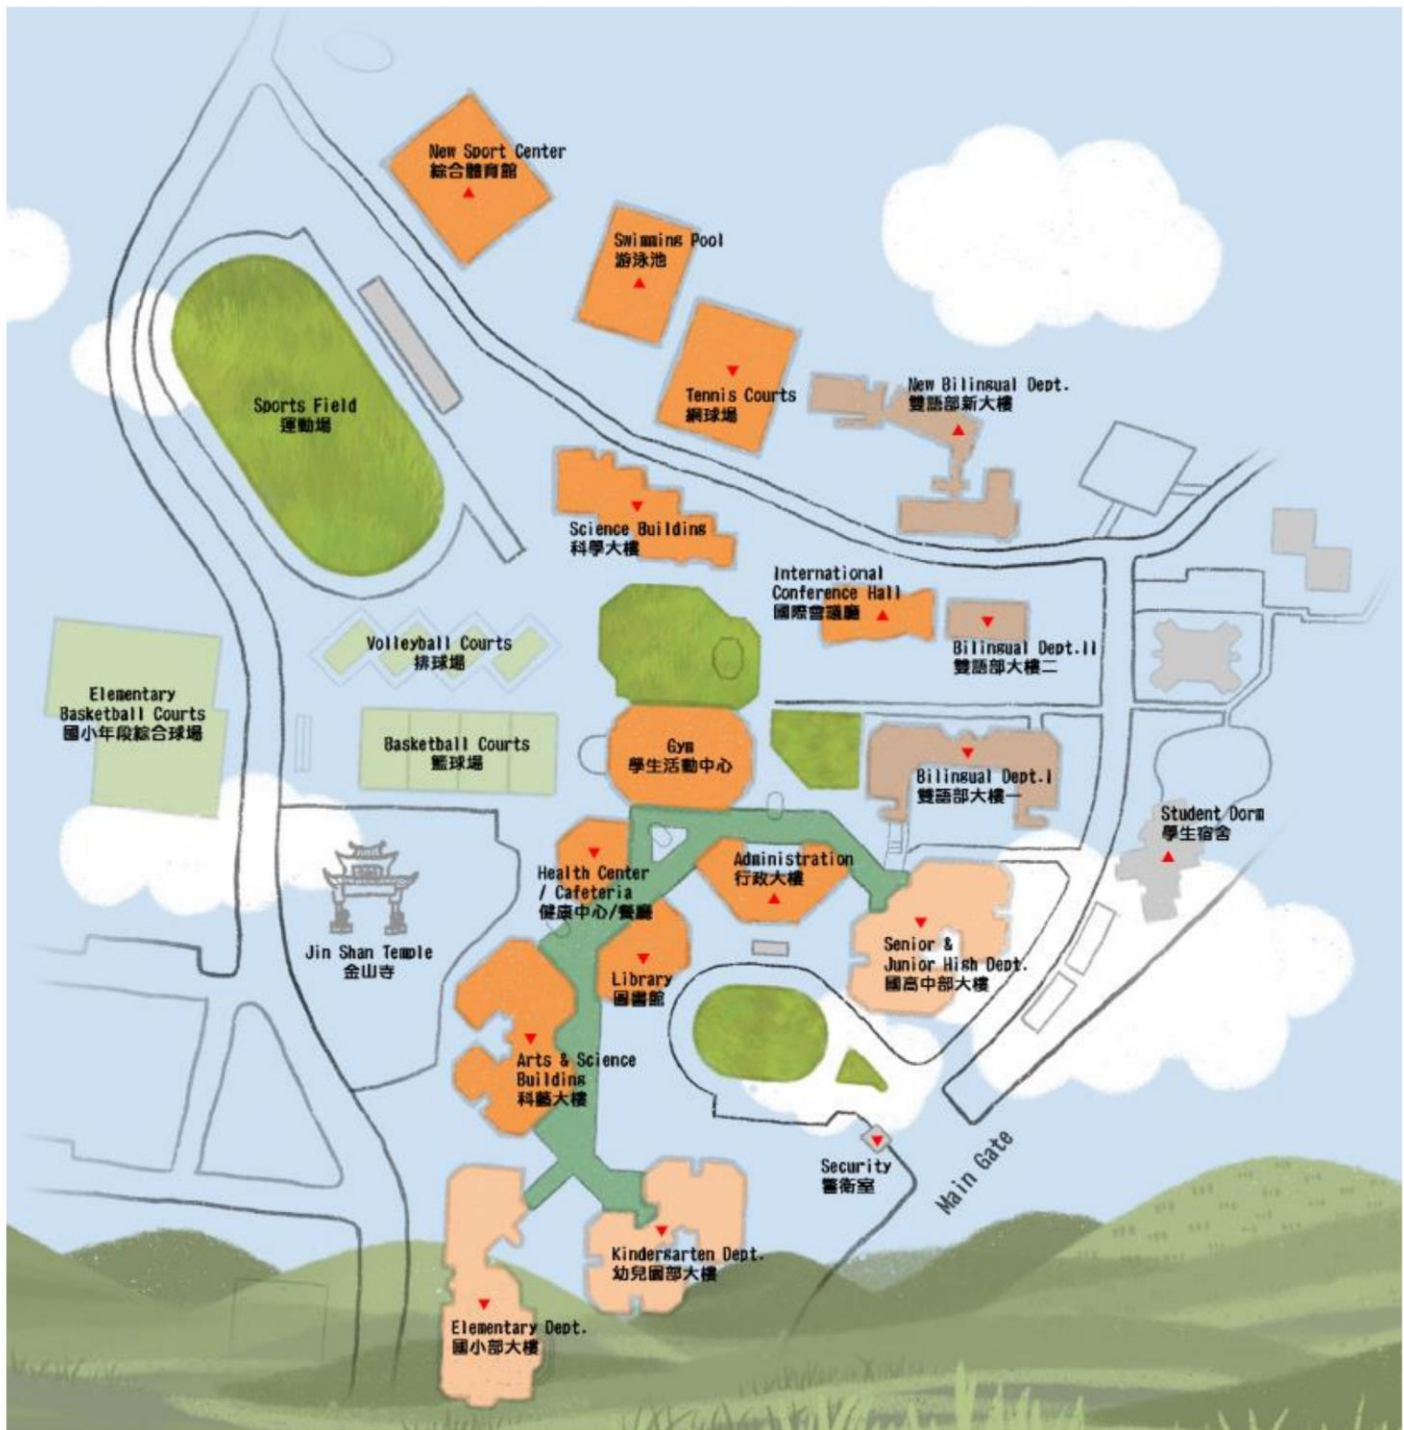 New Sport Center
綜合體育館
Swimming Pool
游泳池
Tennis Courts
網球場
New Bilingual Dept.
雙語部新大樓
Sports Field
運動場
Science Building
科學大樓
International
Conference Hall
國際會議廳
Bilingual Dept.II
雙語部大樓二
Volleyball Courts
排球場
Elementary
Basketball Courts
國小年段綜合球場
Basketball Courts
籃球場
Gym
學生活動中心
Bilingual Dept.I
雙語部大樓一
Student Dorm
學生宿舍
Health Center
/ Cafeteria
健康中心/餐廳
Administration
行政大樓
Jin Shan Temple
金山寺
Library
圖書館
Senior &
Junior High Dept.
國高中部大樓
Arts & Science
Building
科藝大樓
Security
警衛室
Main Gate
Kindergarten Dept.
幼兒園部大樓
Elementary Dept.
國小部大樓